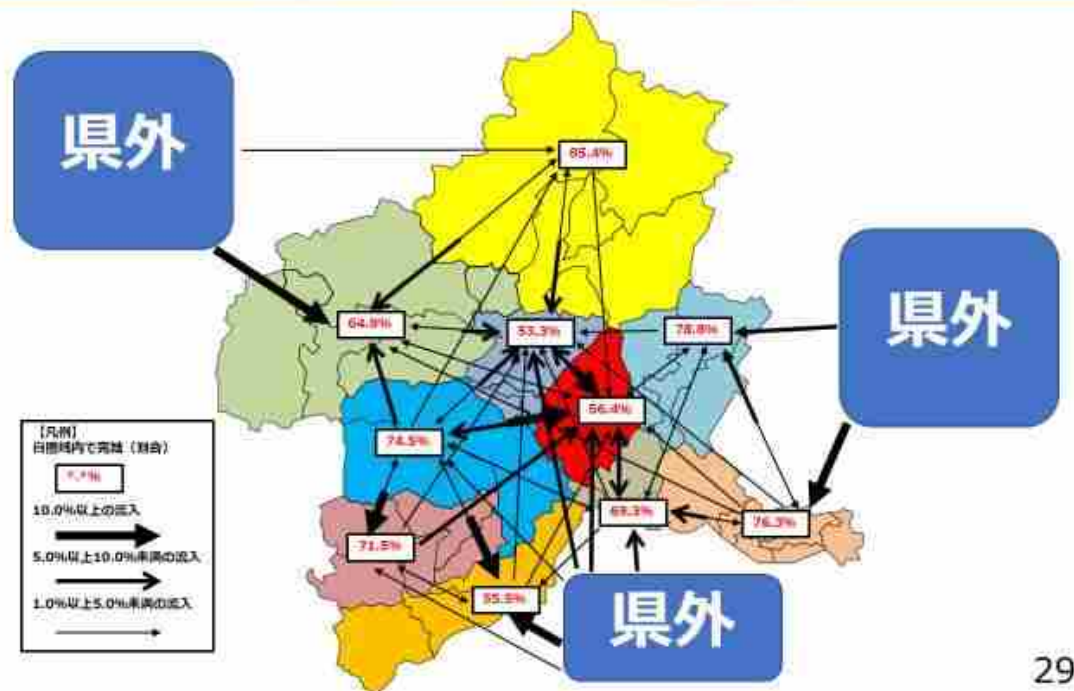 県外
県外
県外
85.4%
64.9%
53.3%
78.8%
56.4%
74.5%
76.3%
71.5%
55.5%
【凡例】
自圏域内で完結（割合）
*.*%
10.0%以上の流入
5.0%以上10.0%未満の流入
1.0%以上5.0%未満の流入
29